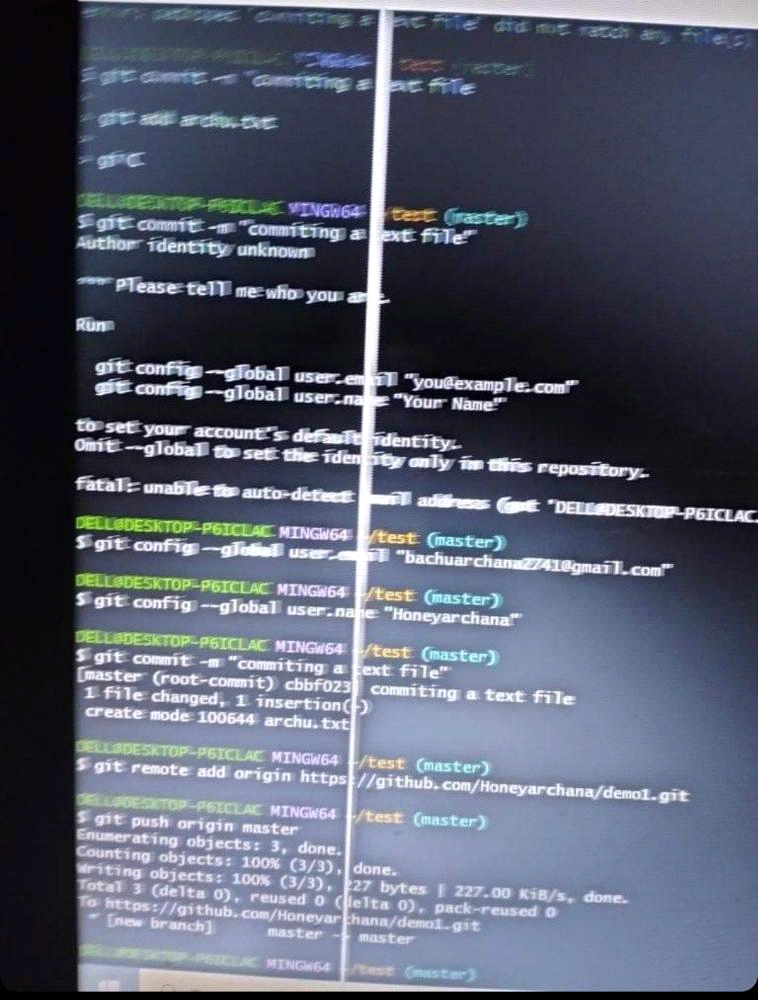 pathspec 'commiting a text file' did not match any file(s)
$ git commit -m "commiting a text file
> git add archu.txt
>
> git C
DELL@DESKTOP-P6ICLAC MINGW64 ~/test (master)
$ git commit -m "commiting a text file"
Author identity unknown
*** Please tell me who you are.
Run
git config --global user.email "you@example.com"
git config --global user.name "Your Name"
to set your account's default identity.
Omit --global to set the identity only in this repository.
fatal: unable to auto-detect email address (got 'DELL@DESKTOP-P6ICLAC.
DELL@DESKTOP-P6ICLAC MINGW64 ~/test (master)
$ git config --global user.email "bachuarchana2741@gmail.com"
DELL@DESKTOP-P6ICLAC MINGW64 ~/test (master)
$ git config --global user.name "Honeyarchana"
DELL@DESKTOP-P6ICLAC MINGW64 ~/test (master)
$ git commit -m "commiting a text file"
[master (root-commit) cbbf023] commiting a text file
1 file changed, 1 insertion(+)
create mode 100644 archu.txt
DELL@DESKTOP-P6ICLAC MINGW64 ~/test (master)
$ git remote add origin https://github.com/Honeyarchana/demo1.git
DELL@DESKTOP-P6ICLAC MINGW64 ~/test (master)
$ git push origin master
Enumerating objects: 3, done.
Counting objects: 100% (3/3), done.
Writing objects: 100% (3/3), 227 bytes | 227.00 KiB/s, done.
Total 3 (delta 0), reused 0 (delta 0), pack-reused 0
To https://github.com/Honeyarchana/demo1.git
* [new branch] master -> master
DELL@DESKTOP-P6ICLAC MINGW64 ~/test (master)